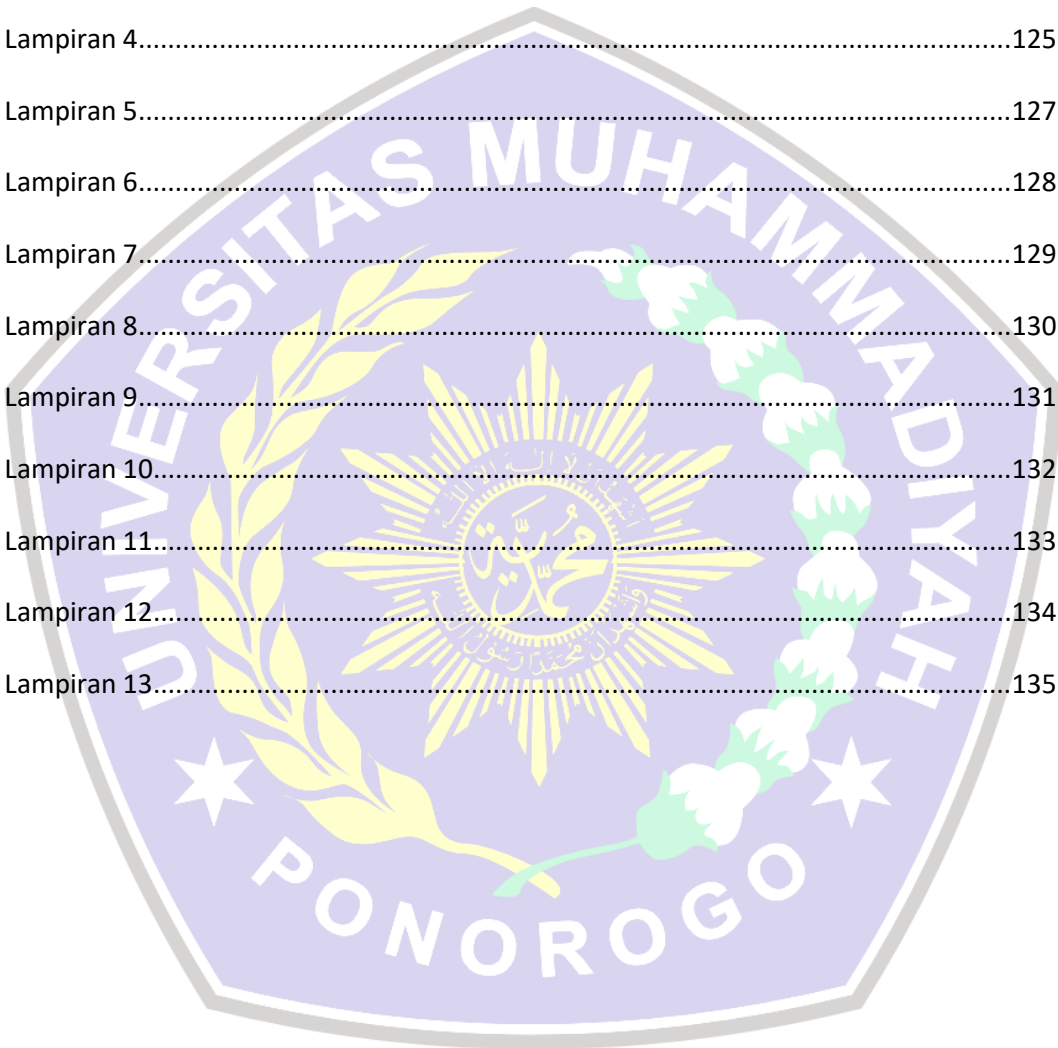 Lampiran 4....................................................................................................................125
Lampiran 5....................................................................................................................127
Lampiran 6....................................................................................................................128
Lampiran 7....................................................................................................................129
Lampiran 8....................................................................................................................130
Lampiran 9....................................................................................................................131
Lampiran 10..................................................................................................................132
Lampiran 11..................................................................................................................133
Lampiran 12..................................................................................................................134
Lampiran 13..................................................................................................................135
UNIVERSITAS MUHAMMADIYAH
PONOROGO
محمدية